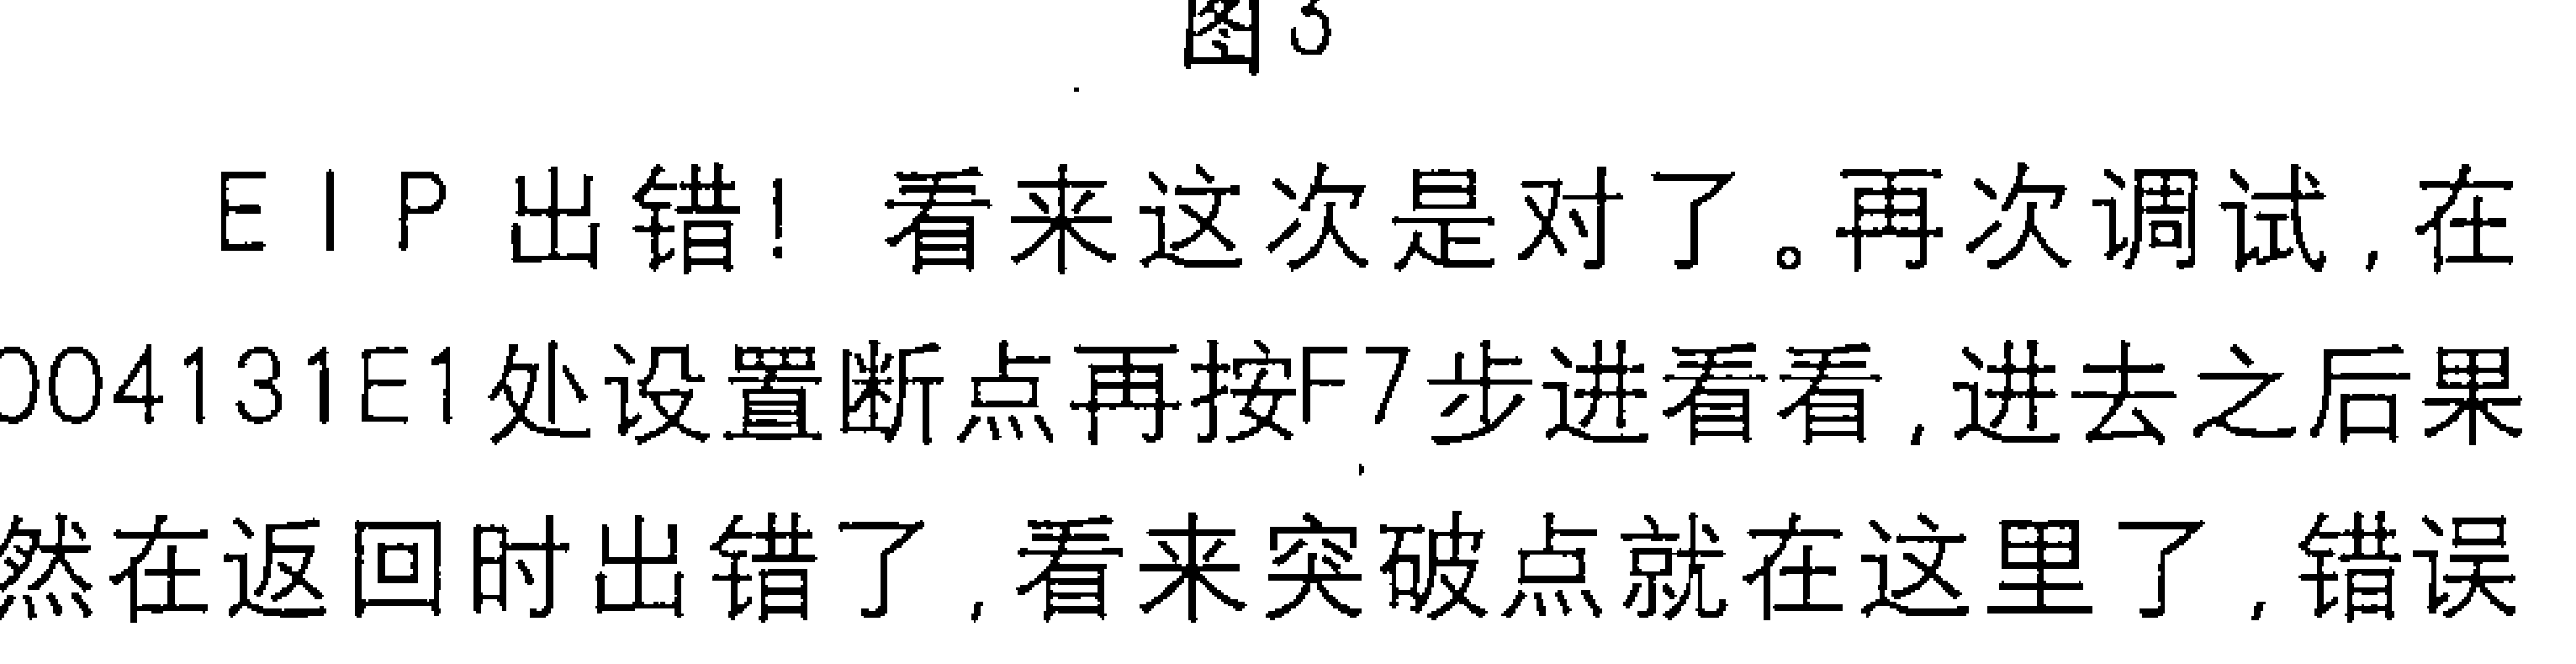 图3
EIP出错！看来这次是对了。再次调试,在
004131E1处设置断点再按F7步进看看,进去之后果
然在返回时出错了,看来突破点就在这里了,错误